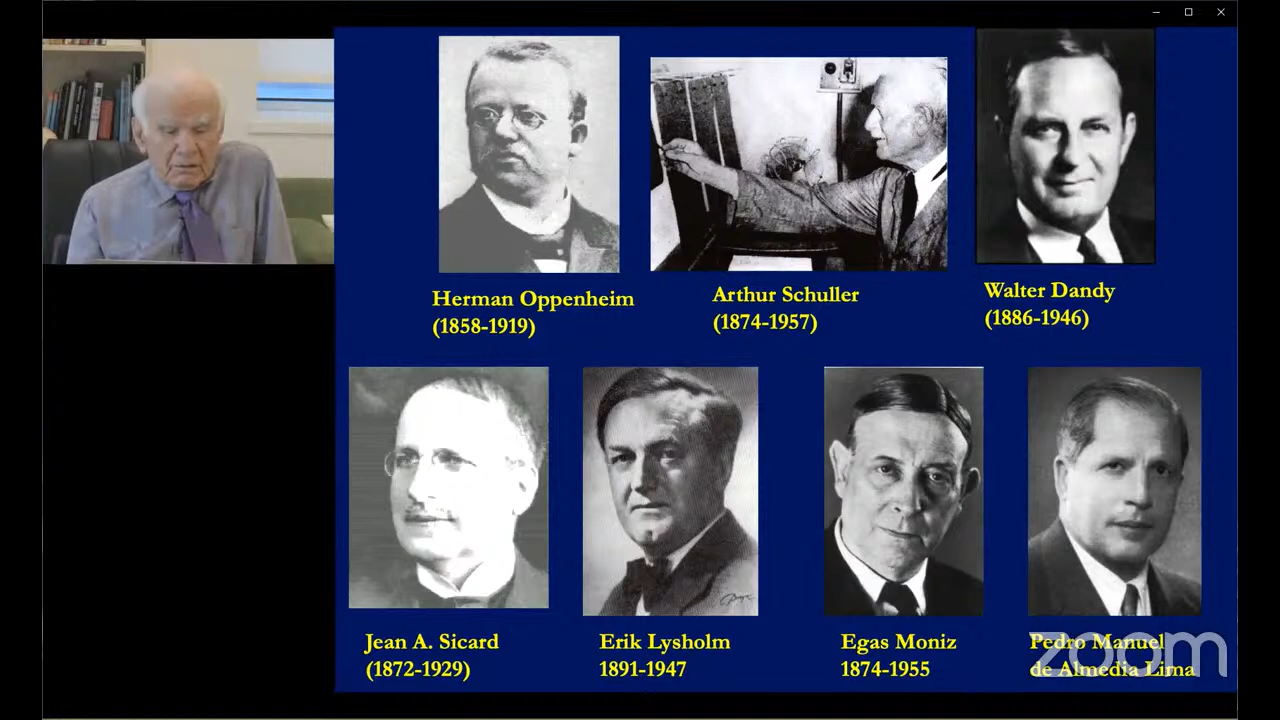 Herman Oppenheim
(1858-1919)
Arthur Schuller
(1874-1957)
Walter Dandy
(1886-1946)
Jean A. Sicard
(1872-1929)
Erik Lysholm
1891-1947
Egas Moniz
1874-1955
Pedro Manuel
de Almedia Lima
zoom